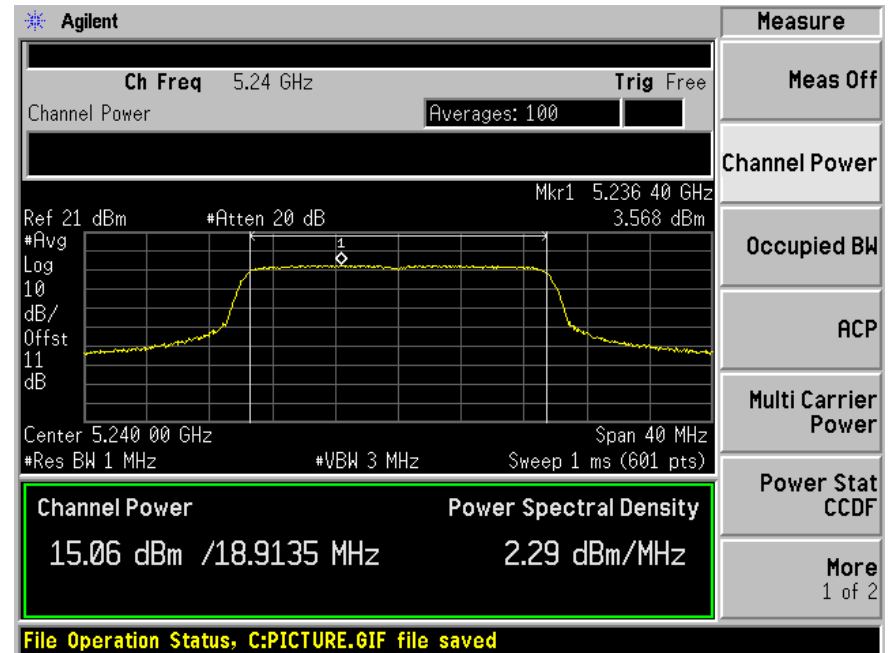 Agilent
Measure
Ch Freq 5.24 GHz
Trig Free
Channel Power
Averages: 100
Mkr1 5.236 40 GHz
Ref 21 dBm
#Atten 20 dB
3.568 dBm
#Avg
Log
10
dB/
Offst
11
dB
1
Center 5.240 00 GHz
Span 40 MHz
#Res BW 1 MHz
#VBW 3 MHz
Sweep 1 ms (601 pts)
Channel Power
Power Spectral Density
15.06 dBm /18.9135 MHz
2.29 dBm/MHz
File Operation Status, C:PICTURE.GIF file saved
Meas Off
Channel Power
Occupied BW
ACP
Multi Carrier
Power
Power Stat
CCDF
More
1 of 2